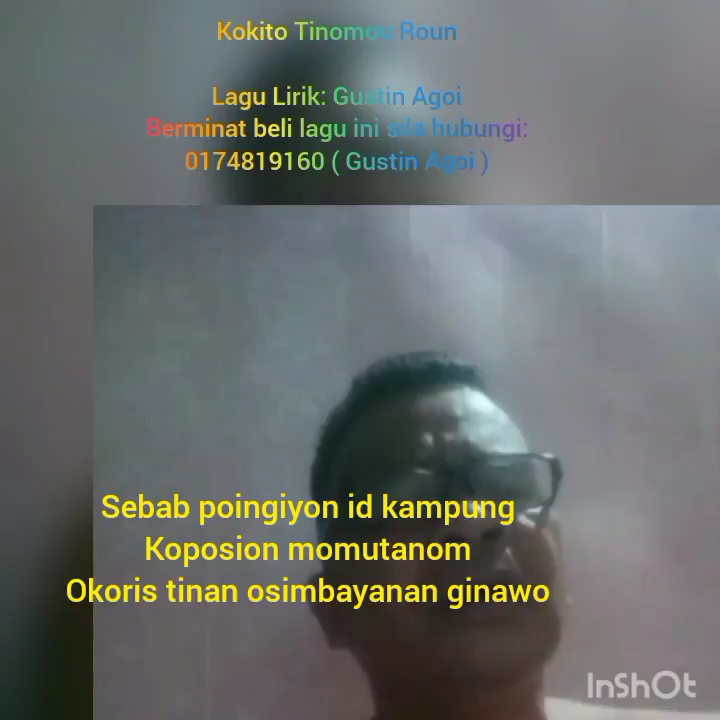 Kokito Tinomou Roun
Lagu Lirik: Gustin Agoi
Berminat beli lagu ini sila hubungi:
0174819160 ( Gustin Agoi )
Sebab poingiyon id kampung
Koposion momutanom
Okoris tinan osimbayanan ginawo
InShOt